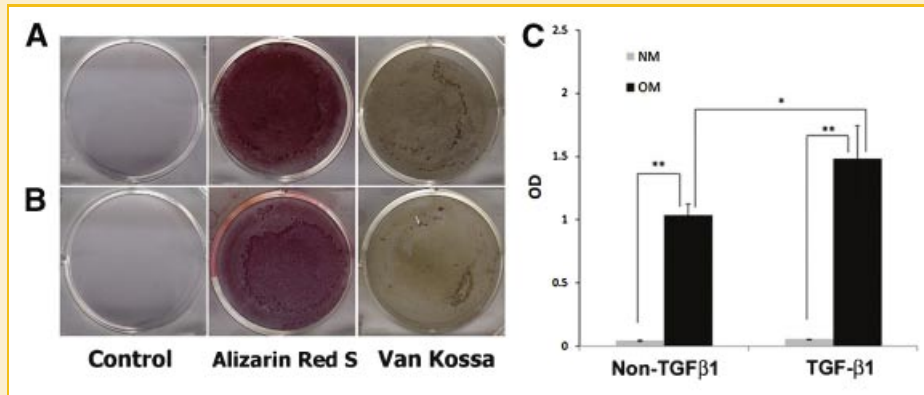 A
B
Control Alizarin Red S Van Kossa
C
2.5
2
1.5
1
0.5
0
OD
NM
OM
*
**
**
Non-TGFβ1 TGF-β1